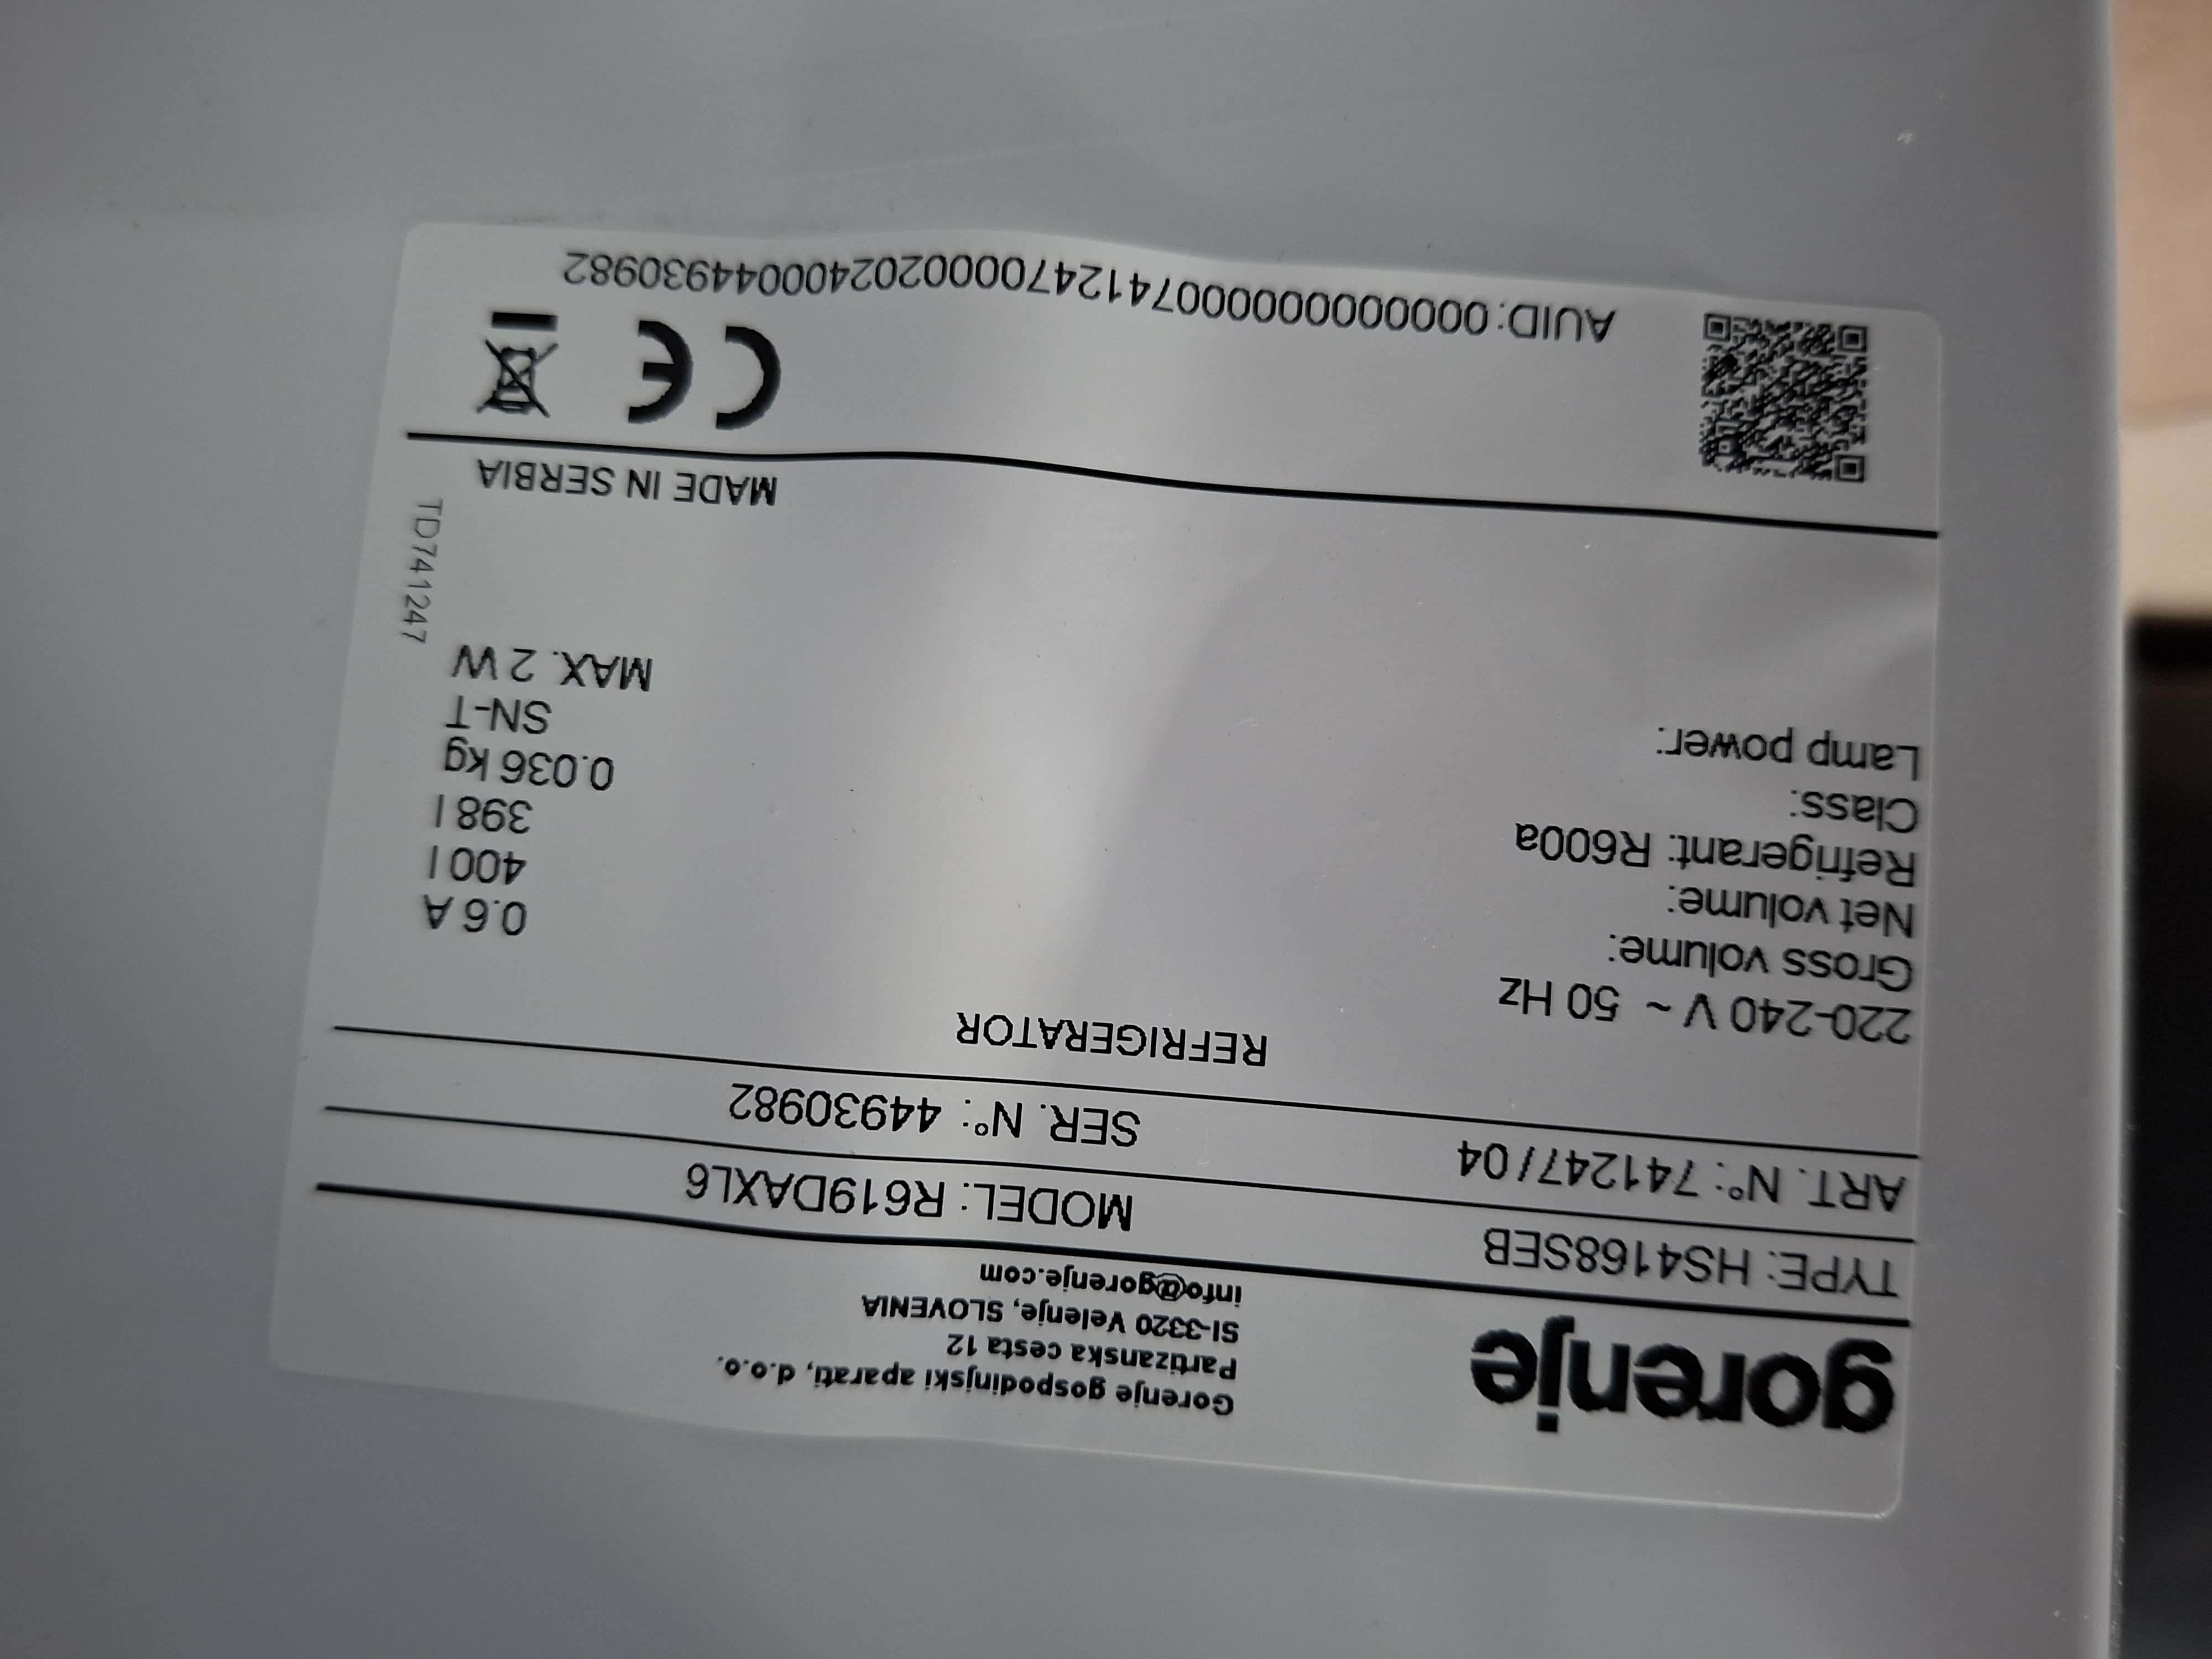 gorenje
Gorenje gospodinjski aparati, d.o.o.
Partizanska cesta 12
SI-3320 Velenje, SLOVENIA
info@gorenje.com
TYPE: HS4168SEB MODEL: R619DAXL6
ART. N°: 741247/04 SER. N°: 44930982
REFRIGERATOR
220-240 V ~ 50 Hz 0.6 A
Gross volume: 400 l
Net volume: 398 l
Refrigerant: R600a 0.036 kg
Class: SN-T
Lamp power: MAX. 2 W
TD741247
MADE IN SERBIA
CE
AUID: 00000000000007412470000202400044930982